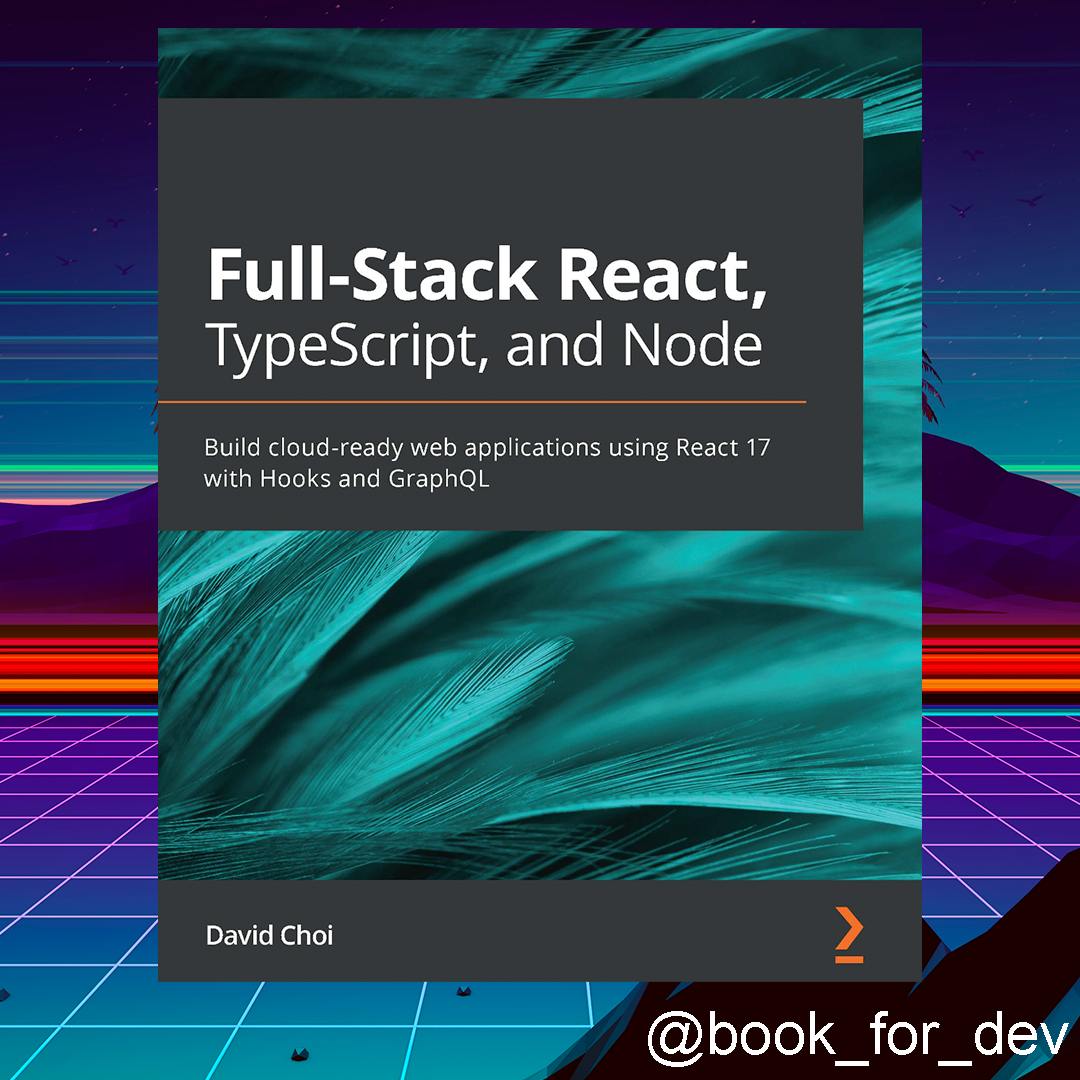 Full-Stack React,
TypeScript, and Node
Build cloud-ready web applications using React 17
with Hooks and GraphQL
David Choi
@book_for_dev